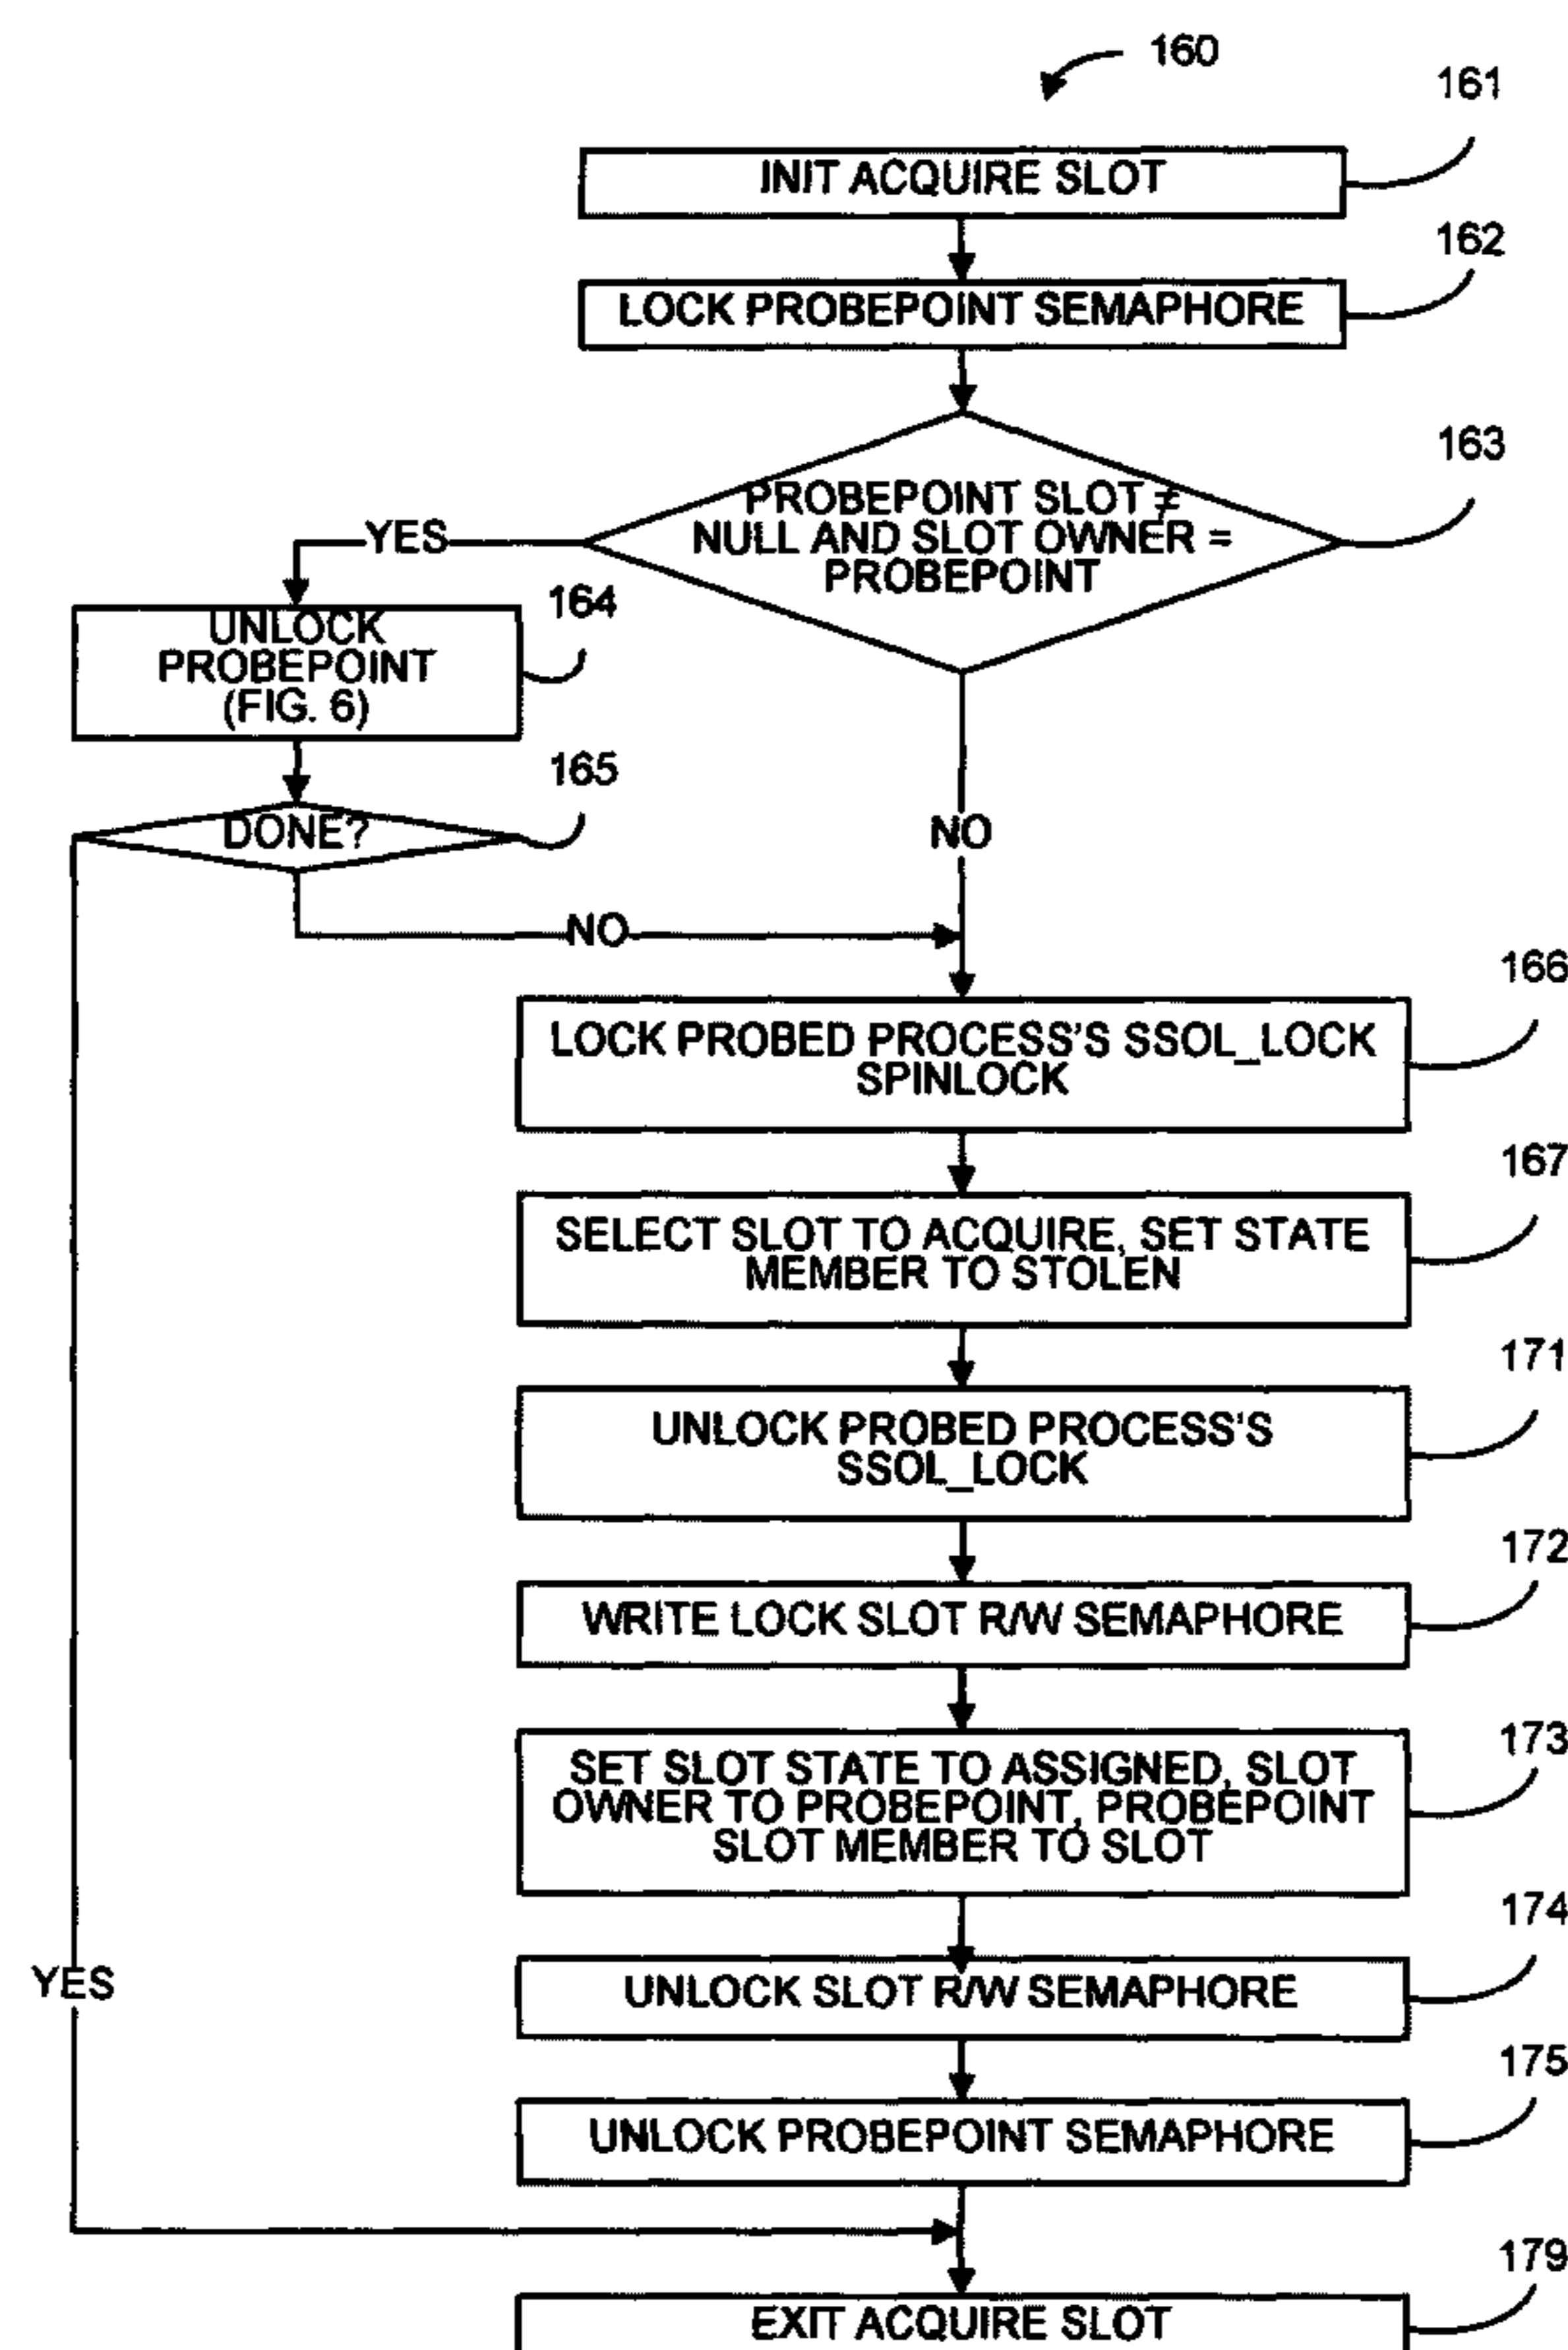 160
161
INIT ACQUIRE SLOT
162
LOCK PROBEPOINT SEMAPHORE
163
PROBEPOINT SLOT ≠
NULL AND SLOT OWNER =
PROBEPOINT
YES
164
UNLOCK
PROBEPOINT
(FIG. 6)
165
DONE?
NO
NO
166
LOCK PROBED PROCESS'S SSOL_LOCK
SPINLOCK
167
SELECT SLOT TO ACQUIRE, SET STATE
MEMBER TO STOLEN
171
UNLOCK PROBED PROCESS'S
SSOL_LOCK
172
WRITE LOCK SLOT R/W SEMAPHORE
173
SET SLOT STATE TO ASSIGNED, SLOT
OWNER TO PROBEPOINT, PROBEPOINT
SLOT MEMBER TO SLOT
174
UNLOCK SLOT R/W SEMAPHORE
YES
175
UNLOCK PROBEPOINT SEMAPHORE
179
EXIT ACQUIRE SLOT